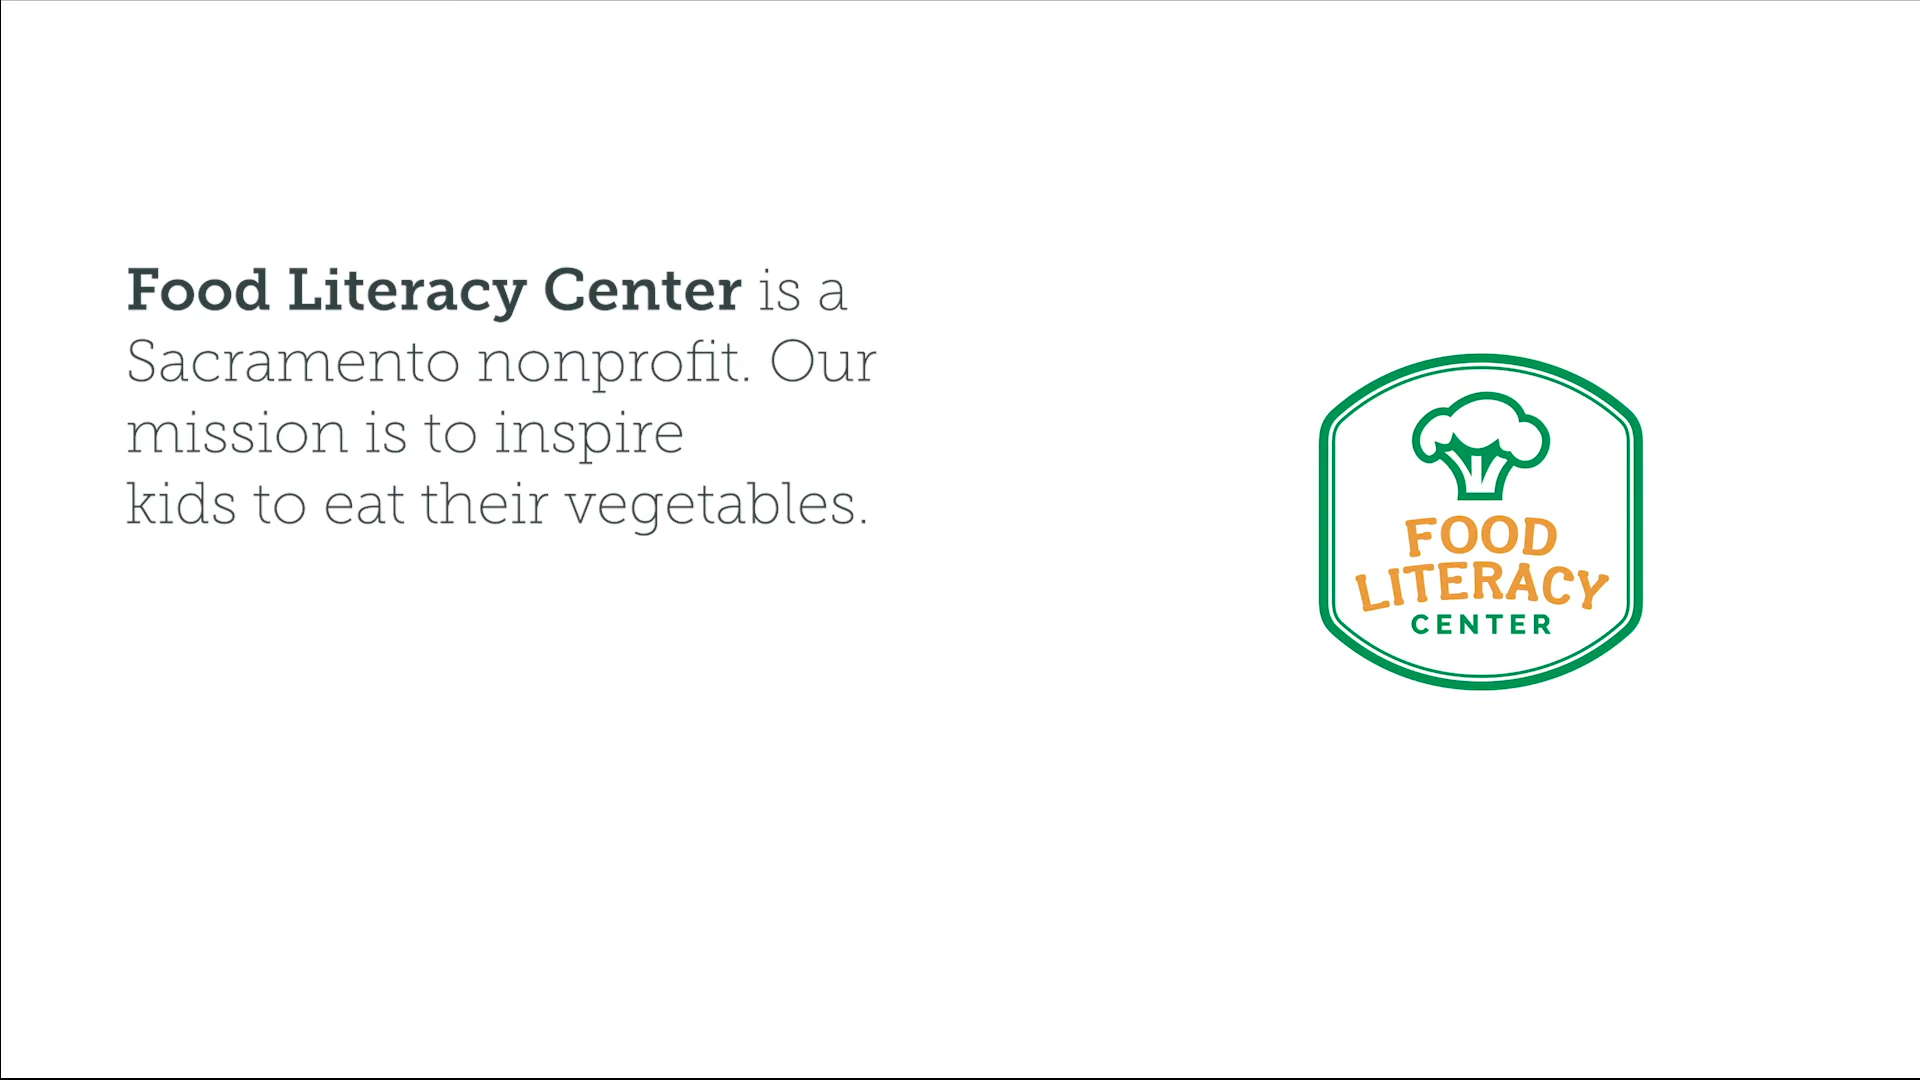 Food Literacy Center is a
Sacramento nonprofit. Our
mission is to inspire
kids to eat their vegetables.
FOOD
LITERACY
CENTER